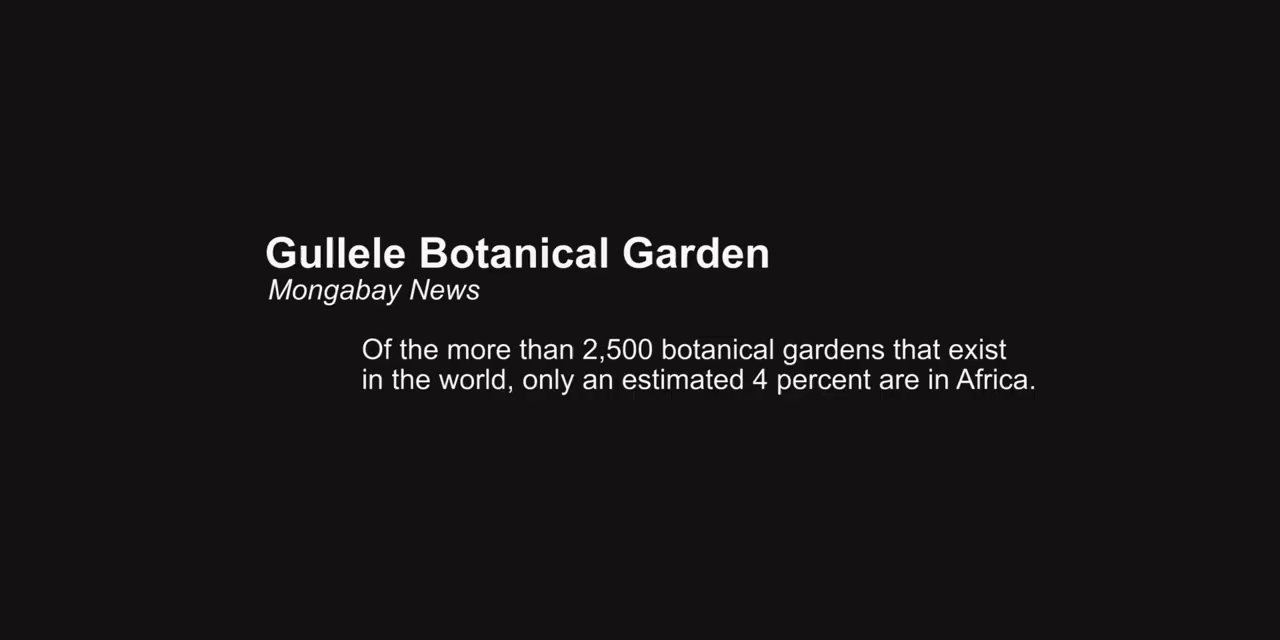 Gullele Botanical Garden
Mongabay News
Of the more than 2,500 botanical gardens that exist
in the world, only an estimated 4 percent are in Africa.